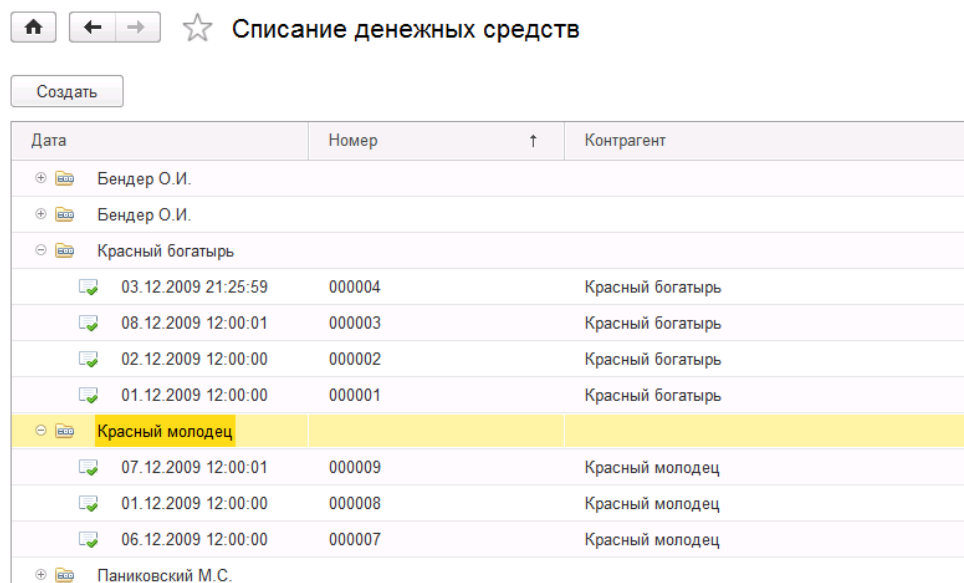 Списание денежных средств
Создать
Дата Номер ↑ Контрагент
Бендер О.И.
Бендер О.И.
Красный богатырь
03.12.2009 21:25:59 000004 Красный богатырь
08.12.2009 12:00:01 000003 Красный богатырь
02.12.2009 12:00:00 000002 Красный богатырь
01.12.2009 12:00:00 000001 Красный богатырь
Красный молодец
07.12.2009 12:00:01 000009 Красный молодец
01.12.2009 12:00:00 000008 Красный молодец
06.12.2009 12:00:00 000007 Красный молодец
Паниковский М.С.